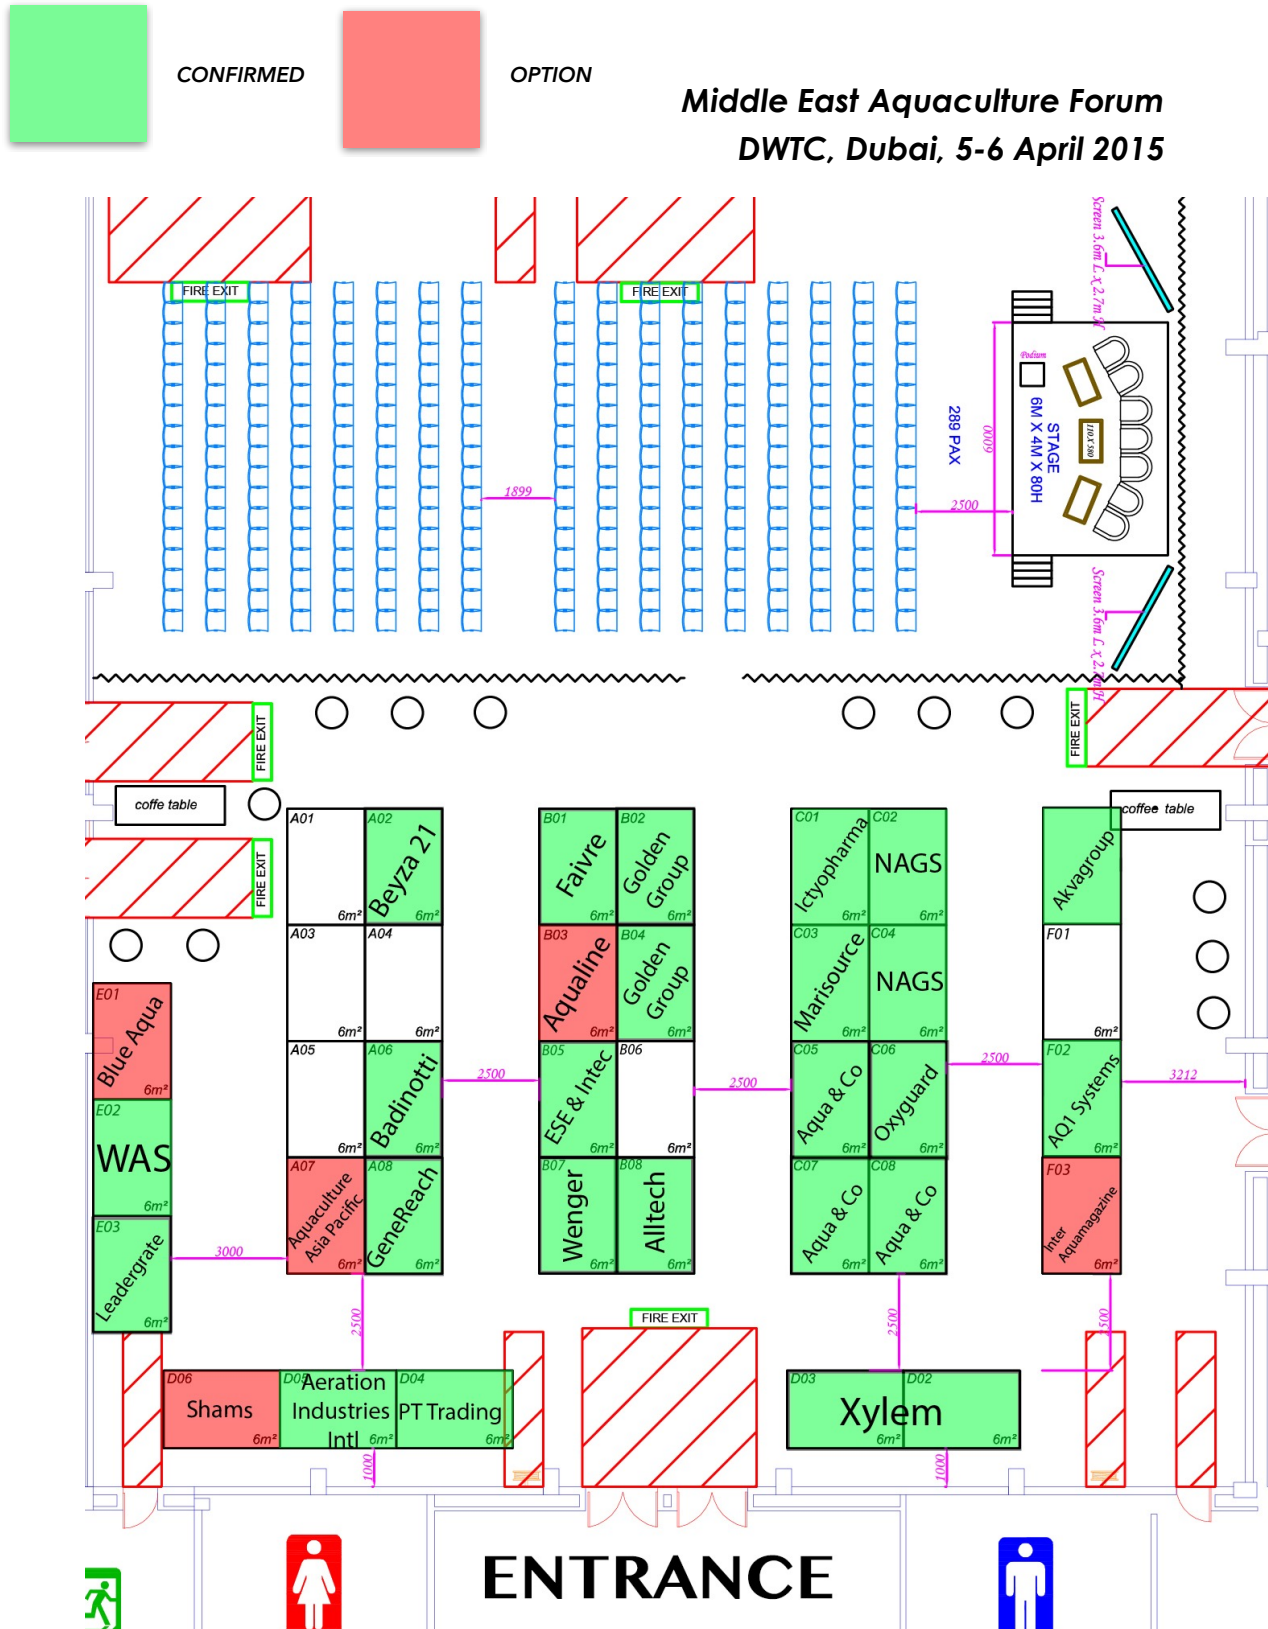 CONFIRMED
OPTION
Middle East Aquaculture Forum
DWTC, Dubai, 5-6 April 2015
FIRE EXIT
FIRE EXIT
Screen 3.6m L x 2.7m H
Podium
STAGE
6M X 4M X 80H
110 X 580
6000
289 PAX
1899
2500
Screen 3.6m L x 2.7m H
FIRE EXIT
FIRE EXIT
coffe table
coffee table
FIRE EXIT
A01
6m²
A02
Beyza 21
6m²
B01
Faivre
6m²
B02
Golden
Group
6m²
C01
Ictyopharma
6m²
C02
NAGS
6m²
Akvagroup
A03
6m²
A04
6m²
B03
Aqualine
6m²
B04
Golden
Group
6m²
C03
Marisource
6m²
C04
NAGS
6m²
F01
6m²
E01
Blue Aqua
6m²
A05
6m²
A06
Badinotti
6m²
2500
B05
ESE & Intec
6m²
B06
6m²
2500
C05
Aqua & Co
6m²
C06
Oxyguard
6m²
2500
F02
AQ1 Systems
6m²
3212
E02
WAS
6m²
A07
Aquaculture
Asia Pacific
6m²
A08
GeneReach
6m²
B07
Wenger
6m²
B08
Alltech
6m²
C07
Aqua & Co
6m²
C08
Aqua & Co
6m²
F03
Inter
Aquamagazine
6m²
E03
Leadergrate
6m²
3000
2500
2500
2500
FIRE EXIT
D06
Shams
6m²
D05
Aeration
Industries
Intl
6m²
D04
PT Trading
6m²
D03
D02
Xylem
6m²
6m²
1000
1000
ENTRANCE